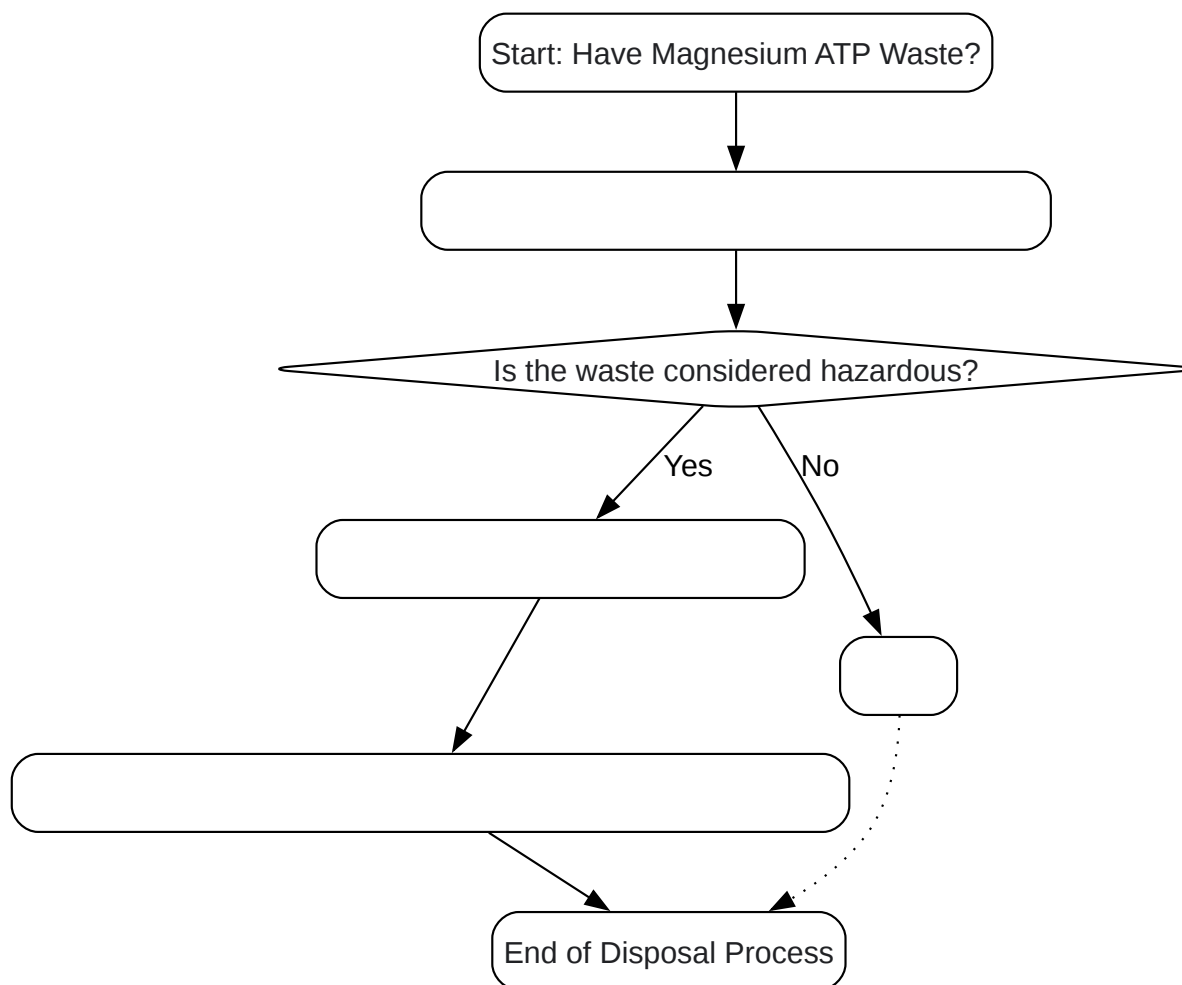 Start: Have Magnesium ATP Waste?
Is the waste considered hazardous?
Yes
No
End of Disposal Process